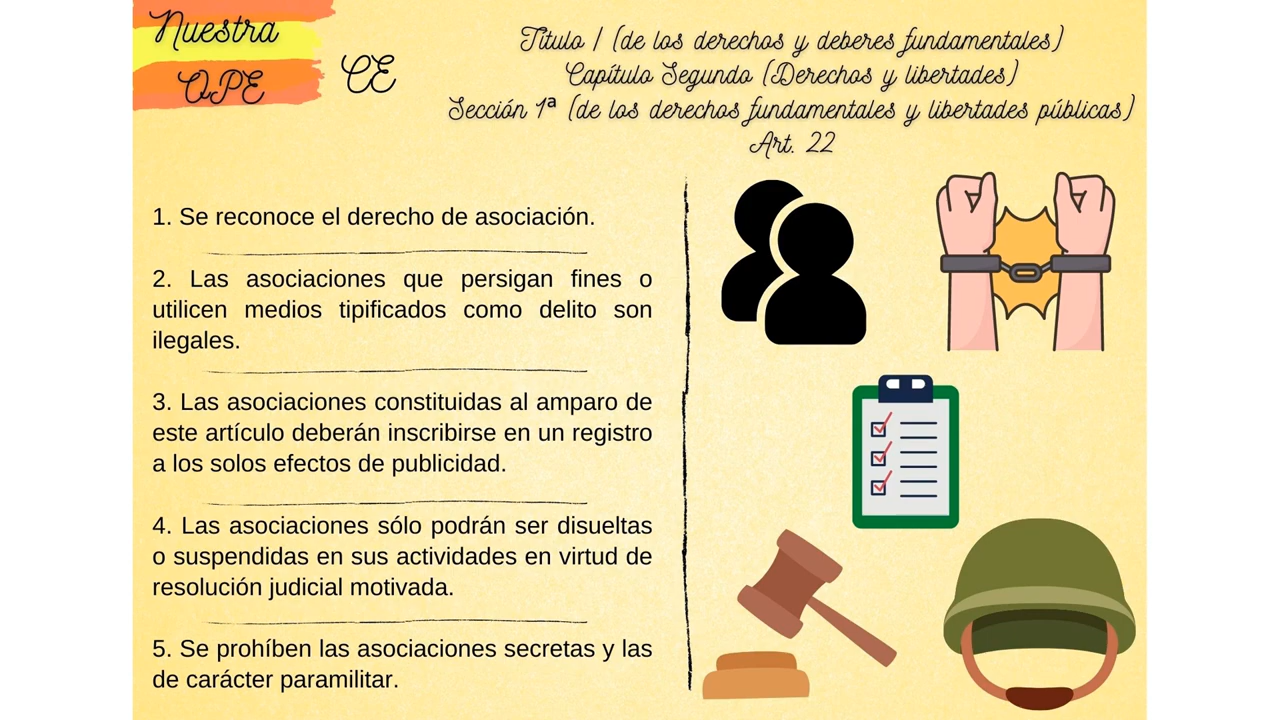 Nuestra
OPE
CE
Título I (de los derechos y deberes fundamentales)
Capítulo Segundo (Derechos y libertades)
Sección 1ª (de los derechos fundamentales y libertades públicas)
Art. 22
1. Se reconoce el derecho de asociación.
2. Las asociaciones que persigan fines o
utilicen medios tipificados como delito son
ilegales.
3. Las asociaciones constituidas al amparo de
este artículo deberán inscribirse en un registro
a los solos efectos de publicidad.
4. Las asociaciones sólo podrán ser disueltas
o suspendidas en sus actividades en virtud de
resolución judicial motivada.
5. Se prohíben las asociaciones secretas y las
de carácter paramilitar.